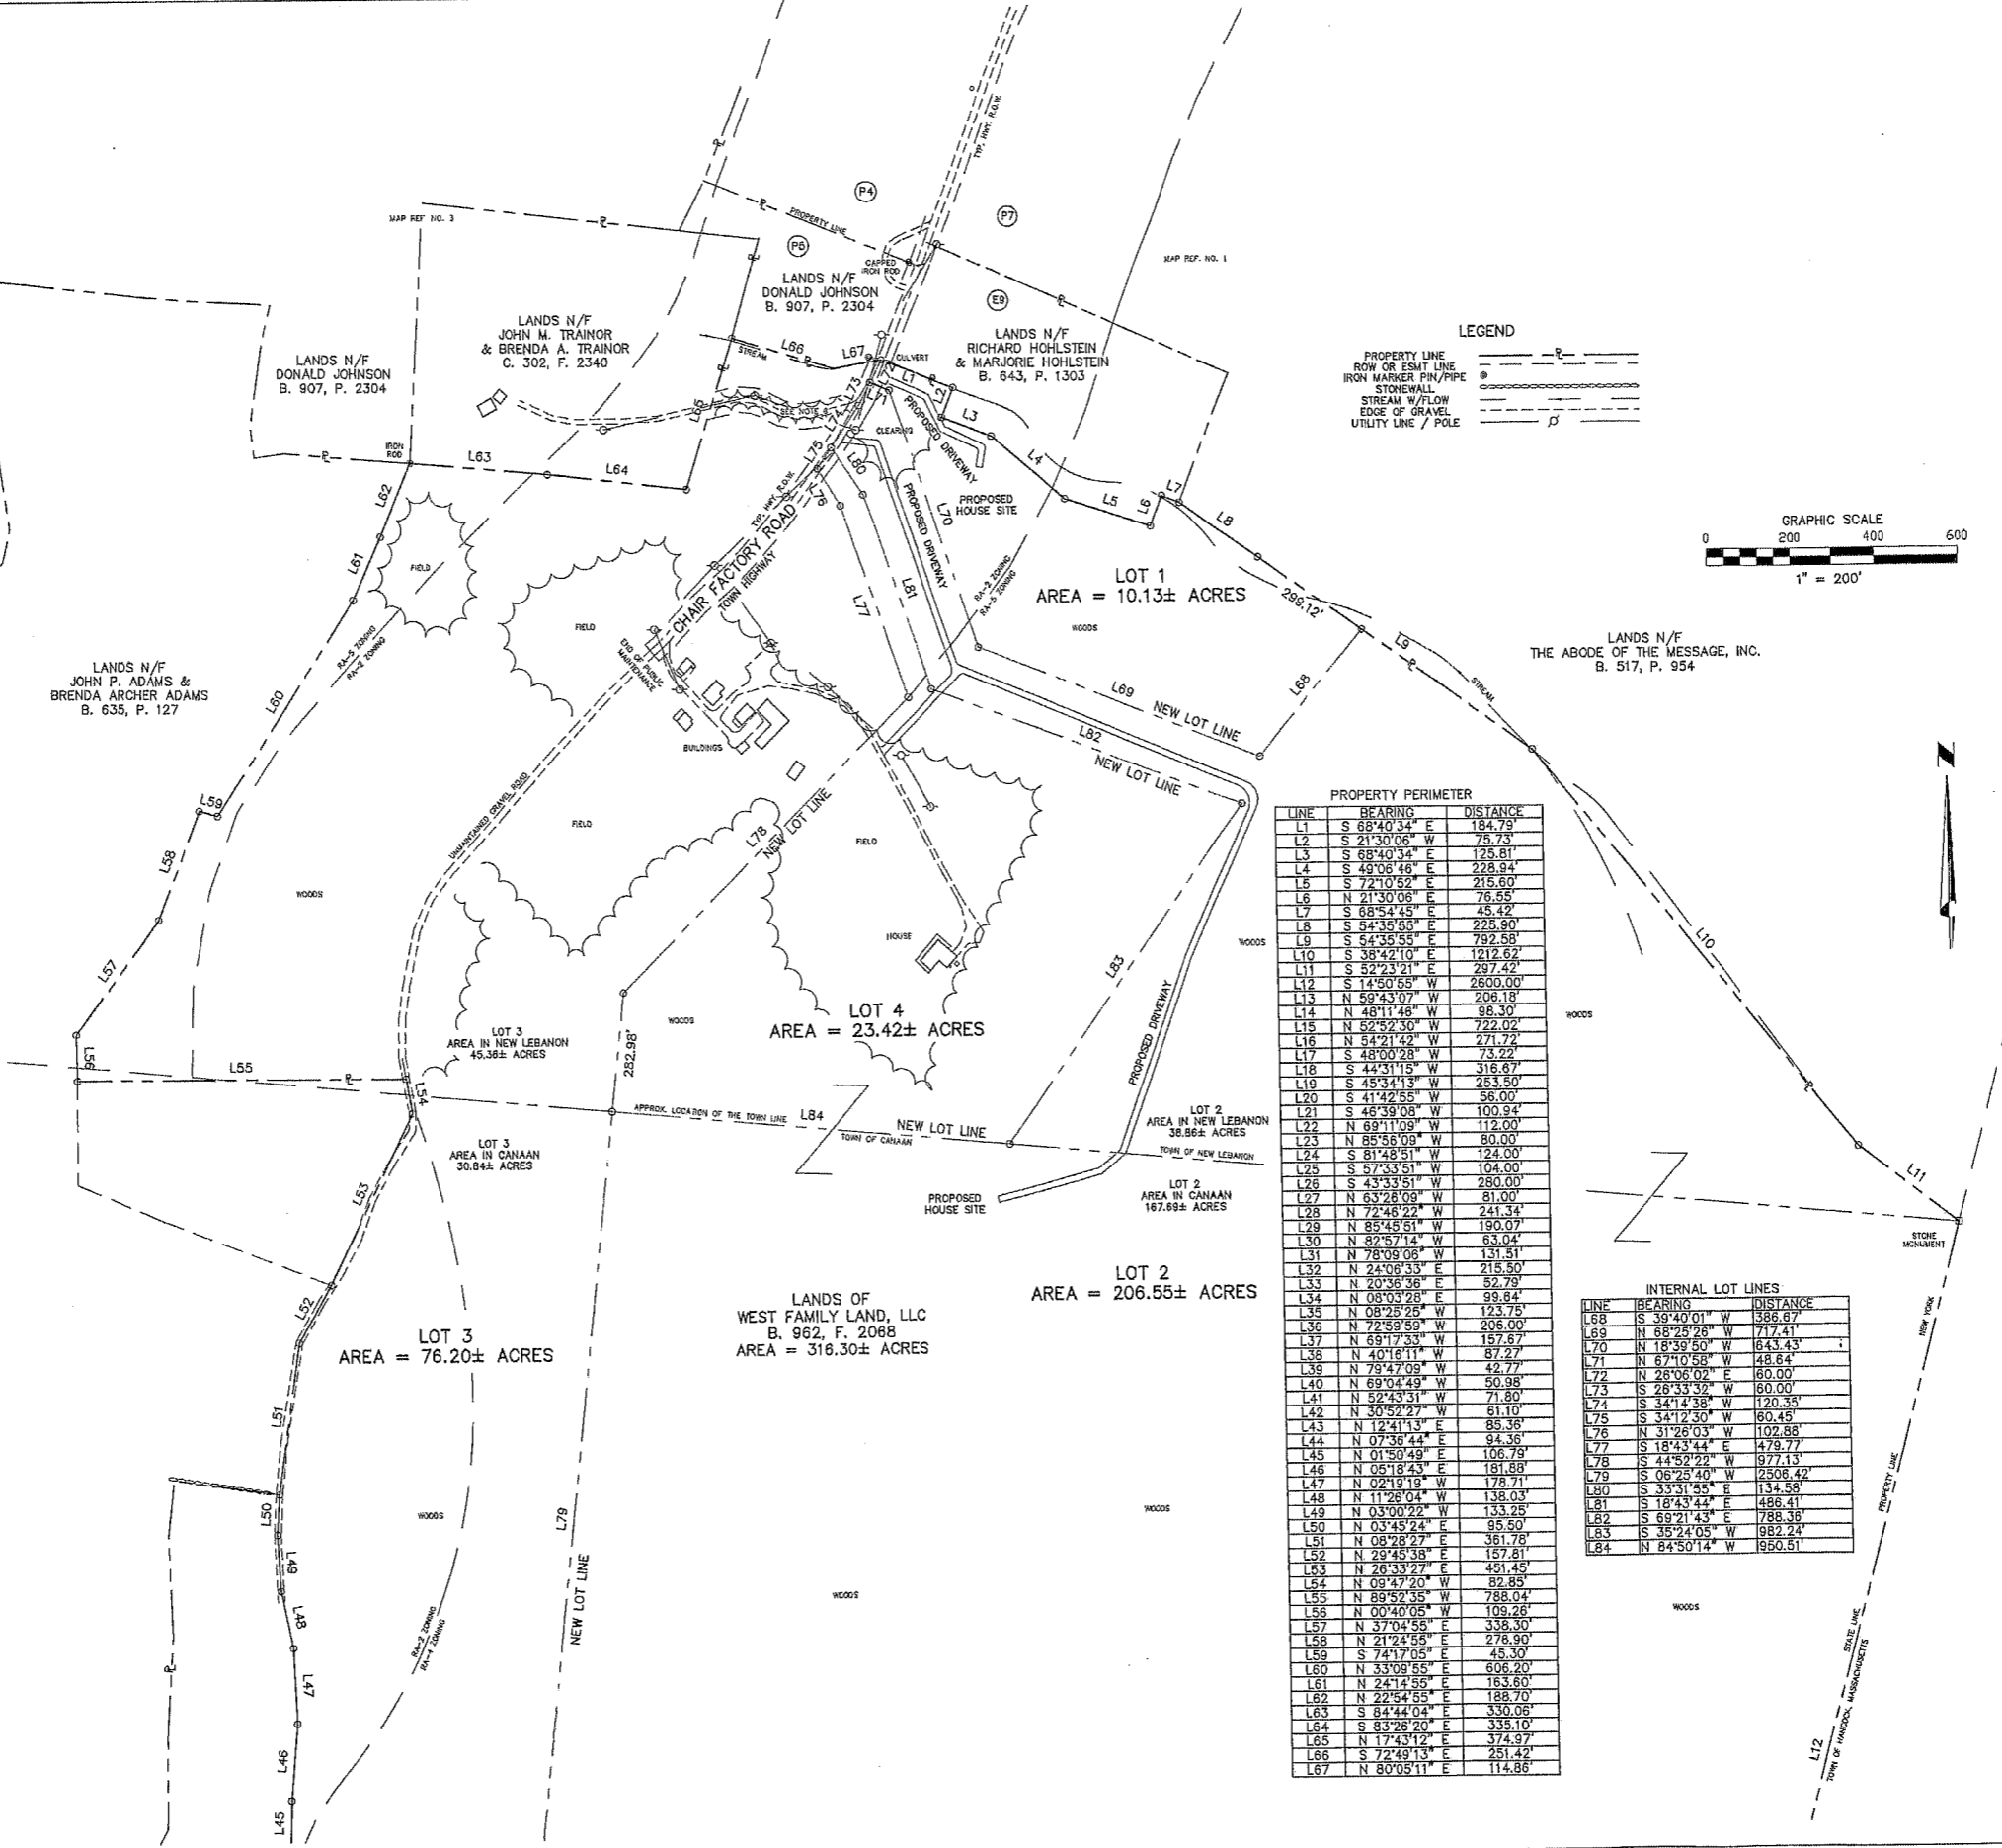 MAP REF NO. 3
P4
P7
P5
E9
PROPERTY LINE
TYP. HWY. R.O.W.
CAPPED
IRON ROD
MAP REF. NO. 1
LANDS N/F
DONALD JOHNSON
B. 907, P. 2304
LANDS N/F
JOHN M. TRAINOR
& BRENDA A. TRAINOR
C. 302, F. 2340
LANDS N/F
DONALD JOHNSON
B. 907, P. 2304
LANDS N/F
RICHARD HOHLSTEIN
& MARJORIE HOHLSTEIN
B. 643, P. 1303
LEGEND
PROPERTY LINE
ROW OR ESMT LINE
IRON MARKER PIN/PIPE
STONEWALL
STREAM W/FLOW
EDGE OF GRAVEL
UTILITY LINE / POLE
GRAPHIC SCALE
0 200 400 600
1" = 200'
STREAM
L66
L67
CULVERT
L1
L2
L3
L4
L5
L6
L7
L8
299.12'
L9
STREAM
L10
L11
L12
L65
SEE NOTE
L71
L72
L73
L74
L75
L76
L80
CLEARING
PROPOSED DRIVEWAY
PROPOSED DRIVEWAY
PROPOSED
HOUSE SITE
L70
L77
L81
RA-2 ZONING
RA-5 ZONING
LOT 1
AREA = 10.13± ACRES
WOODS
LANDS N/F
THE ABODE OF THE MESSAGE, INC.
B. 517, P. 954
IRON
ROD
L63
L64
L62
L61
L60
L59
L58
L57
L56
L55
L54
L53
L52
L51
L50
L49
L48
L47
L46
L45
FIELD
FIELD
FIELD
FIELD
RA-5 ZONING
RA-2 ZONING
LANDS N/F
JOHN P. ADAMS &
BRENDA ARCHER ADAMS
B. 635, P. 127
TYP. HWY. R.O.W.
CHAIR FACTORY ROAD
TOWN HIGHWAY
END OF PUBLIC
MAINTENANCE
BUILDINGS
UNMAINTAINED GRAVEL ROAD
L69
NEW LOT LINE
L68
L82
NEW LOT LINE
L78
NEW LOT LINE
HOUSE
WOODS
WOODS
WOODS
WOODS
L83
PROPOSED DRIVEWAY
LOT 4
AREA = 23.42± ACRES
LOT 3
AREA IN NEW LEBANON
45.36± ACRES
282.98'
APPROX. LOCATION OF THE TOWN LINE
L84
NEW LOT LINE
TOWN OF CANAAN
TOWN OF NEW LEBANON
LOT 3
AREA IN CANAAN
30.84± ACRES
LOT 2
AREA IN NEW LEBANON
38.86± ACRES
LOT 2
AREA IN CANAAN
167.69± ACRES
PROPOSED
HOUSE SITE
LOT 2
AREA = 206.55± ACRES
LANDS OF
WEST FAMILY LAND, LLC
B. 962, F. 2068
AREA = 316.30± ACRES
LOT 3
AREA = 76.20± ACRES
L79
NEW LOT LINE
RA-2 ZONING
RA-4 ZONING
WOODS
WOODS
WOODS
WOODS
STONE
MONUMENT
NEW YORK
PROPERTY LINE
STATE LINE
TOWN OF HANCOCK, MASSACHUSETTS
PROPERTY PERIMETER
LINE BEARING DISTANCE
L1 S 68°40'34" E 184.79'
L2 S 21°30'06" W 75.73'
L3 S 68°40'34" E 125.81'
L4 S 49°06'46" E 228.94'
L5 S 72°10'52" E 215.60'
L6 N 21°30'06" E 76.55'
L7 S 68°54'45" E 45.42'
L8 S 54°35'55" E 225.90'
L9 S 54°35'55" E 792.58'
L10 S 38°42'10" E 1212.62'
L11 S 52°23'21" E 297.42'
L12 S 14°50'55" W 2600.00'
L13 N 59°43'07" W 206.18'
L14 N 48°11'46" W 98.30'
L15 N 52°52'30" W 722.02'
L16 N 54°21'42" W 271.72'
L17 S 48°00'28" W 73.22'
L18 S 44°31'15" W 316.67'
L19 S 45°34'13" W 253.50'
L20 S 41°42'55" W 56.00'
L21 S 46°39'08" W 100.94'
L22 N 69°11'09" W 112.00'
L23 N 85°56'09" W 80.00'
L24 S 81°48'51" W 124.00'
L25 S 57°33'51" W 104.00'
L26 S 43°33'51" W 280.00'
L27 N 63°26'09" W 81.00'
L28 N 72°46'22" W 241.34'
L29 N 85°45'51" W 190.07'
L30 N 82°57'14" W 63.04'
L31 N 78°09'06" W 131.51'
L32 N 24°06'33" E 215.50'
L33 N 20°36'36" E 52.79'
L34 N 08°03'28" E 99.64'
L35 N 08°25'25" W 123.75'
L36 N 72°59'59" W 206.00'
L37 N 69°17'33" W 157.67'
L38 N 40°16'11" W 87.27'
L39 N 79°47'09" W 42.77'
L40 N 69°04'49" W 50.98'
L41 N 52°43'31" W 71.80'
L42 N 30°52'27" W 61.10'
L43 N 12°41'13" E 85.36'
L44 N 07°36'44" E 94.36'
L45 N 01°50'49" E 106.79'
L46 N 05°18'43" E 181.88'
L47 N 02°19'19" W 178.71'
L48 N 11°26'04" W 138.03'
L49 N 03°00'22" W 133.25'
L50 N 03°45'24" E 95.50'
L51 N 08°28'27" E 361.78'
L52 N 29°45'38" E 157.81'
L53 N 26°33'27" E 451.45'
L54 N 09°47'20" W 82.85'
L55 N 89°52'35" W 788.04'
L56 N 00°40'05" W 109.26'
L57 N 37°04'55" E 338.30'
L58 N 21°24'55" E 276.90'
L59 S 74°17'05" E 45.30'
L60 N 33°09'55" E 606.20'
L61 N 24°14'55" E 163.60'
L62 N 22°54'55" E 188.70'
L63 S 84°44'04" E 330.06'
L64 S 83°26'20" E 335.10'
L65 N 17°43'12" E 374.97'
L66 S 72°49'13" E 251.42'
L67 N 80°05'11" E 114.86'
INTERNAL LOT LINES
LINE BEARING DISTANCE
L68 S 39°40'01" W 386.67'
L69 N 68°25'26" W 717.41'
L70 N 18°39'50" W 643.43'
L71 N 67°10'58" W 48.64'
L72 N 26°06'02" E 60.00'
L73 S 26°33'32" W 60.00'
L74 S 34°14'38" W 120.35'
L75 S 34°12'30" W 60.45'
L76 N 31°26'03" W 102.88'
L77 S 18°43'44" E 479.77'
L78 S 44°52'22" W 977.13'
L79 S 06°25'40" W 2506.42'
L80 S 33°31'55" E 134.58'
L81 S 18°43'44" E 486.41'
L82 S 69°21'43" E 788.36'
L83 S 35°24'05" W 982.24'
L84 N 84°50'14" W 950.51'